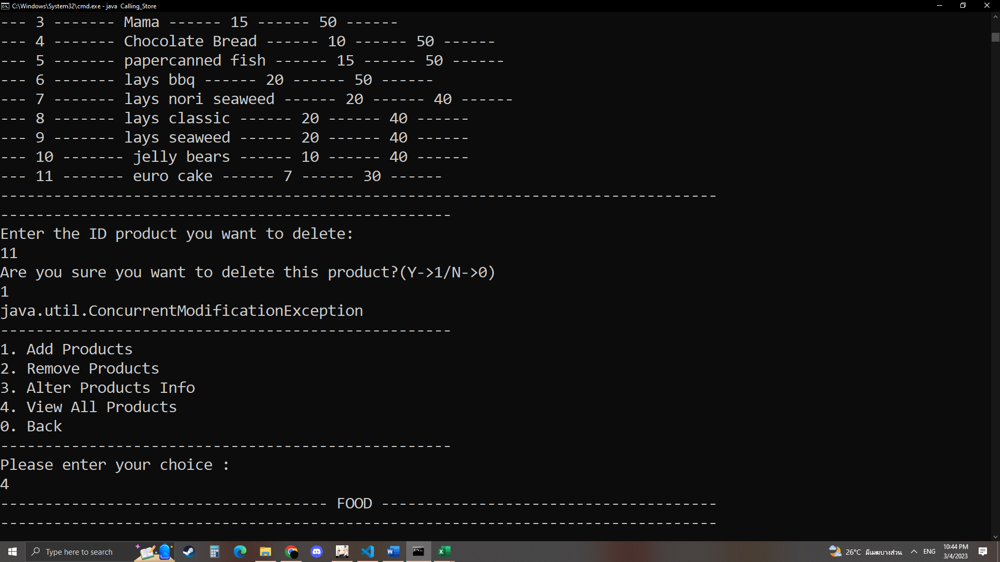 C:\Windows\System32\cmd.exe - java Calling_Store
--- 3 ------- Mama ------ 15 ------ 50 ------
--- 4 ------- Chocolate Bread ------ 10 ------ 50 ------
--- 5 ------- papercanned fish ------ 15 ------ 50 ------
--- 6 ------- lays bbq ------ 20 ------ 50 ------
--- 7 ------- lays nori seaweed ------ 20 ------ 40 ------
--- 8 ------- lays classic ------ 20 ------ 40 ------
--- 9 ------- lays seaweed ------ 20 ------ 40 ------
--- 10 ------- jelly bears ------ 10 ------ 40 ------
--- 11 ------- euro cake ------ 7 ------ 30 ------
---------------------------------------------------------------------------------
---------------------------------------------------
Enter the ID product you want to delete:
11
Are you sure you want to delete this product?(Y->1/N->0)
1
java.util.ConcurrentModificationException
---------------------------------------------------
1. Add Products
2. Remove Products
3. Alter Products Info
4. View All Products
0. Back
---------------------------------------------------
Please enter your choice :
4
------------------------------------- FOOD --------------------------------------
---------------------------------------------------------------------------------
Type here to search
26°C มีเมฆบางส่วน
ENG
10:44 PM
3/4/2023